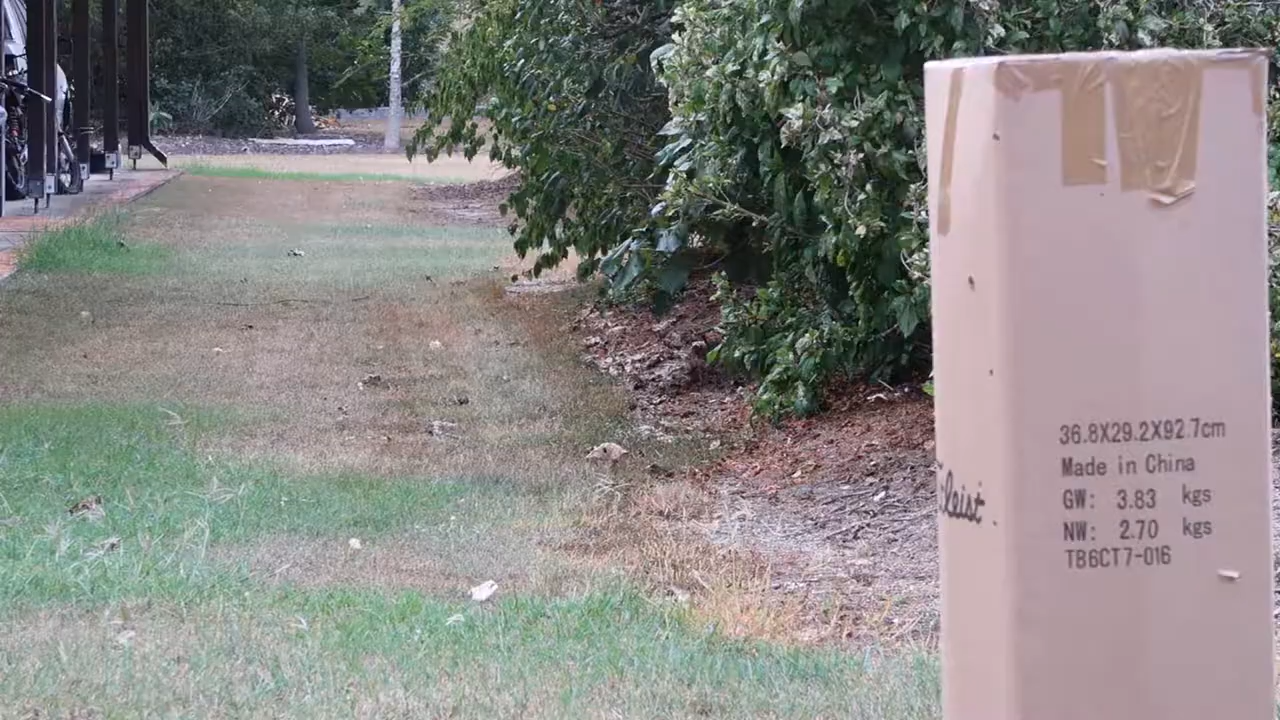 36.8X29.2X92.7cm
Made in China
GW: 3.83 kgs
NW: 2.70 kgs
TB6CT7-016